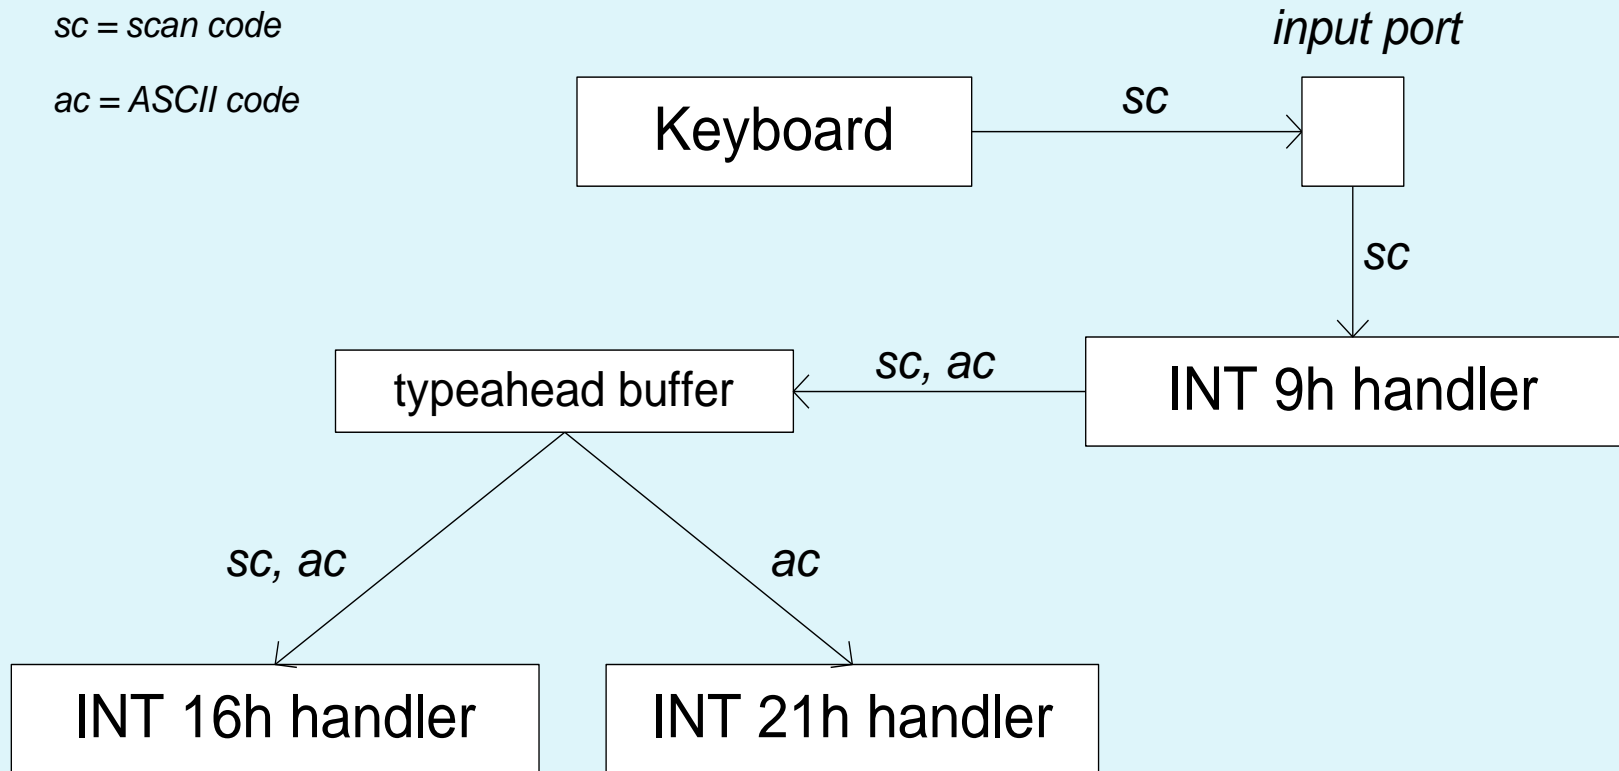 sc = scan code
input port
ac = ASCII code
Keyboard
sc
sc
typeahead buffer
sc, ac
INT 9h handler
sc, ac
ac
INT 16h handler
INT 21h handler